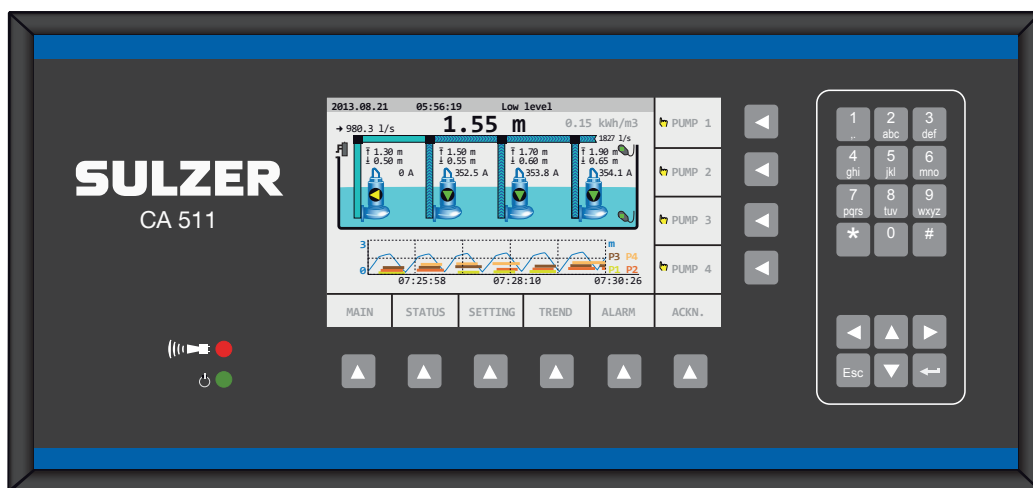 SULZER
CA 511
2013.08.21 05:56:19 Low level
980.3 l/s 1.55 m 0.15 kWh/m3
1827 l/s
1.30 m 1.50 m 1.70 m 1.90 m
0.50 m 0.55 m 0.60 m 0.65 m
0 A 352.5 A 353.8 A 354.1 A
3 m
P3 P4
0 P1 P2
07:25:58 07:28:10 07:30:26
PUMP 1
PUMP 2
PUMP 3
PUMP 4
MAIN STATUS SETTING TREND ALARM ACKN.
1 2 3
,. abc def
4 5 6
ghi jkl mno
7 8 9
pqrs tuv wxyz
* 0 #
Esc